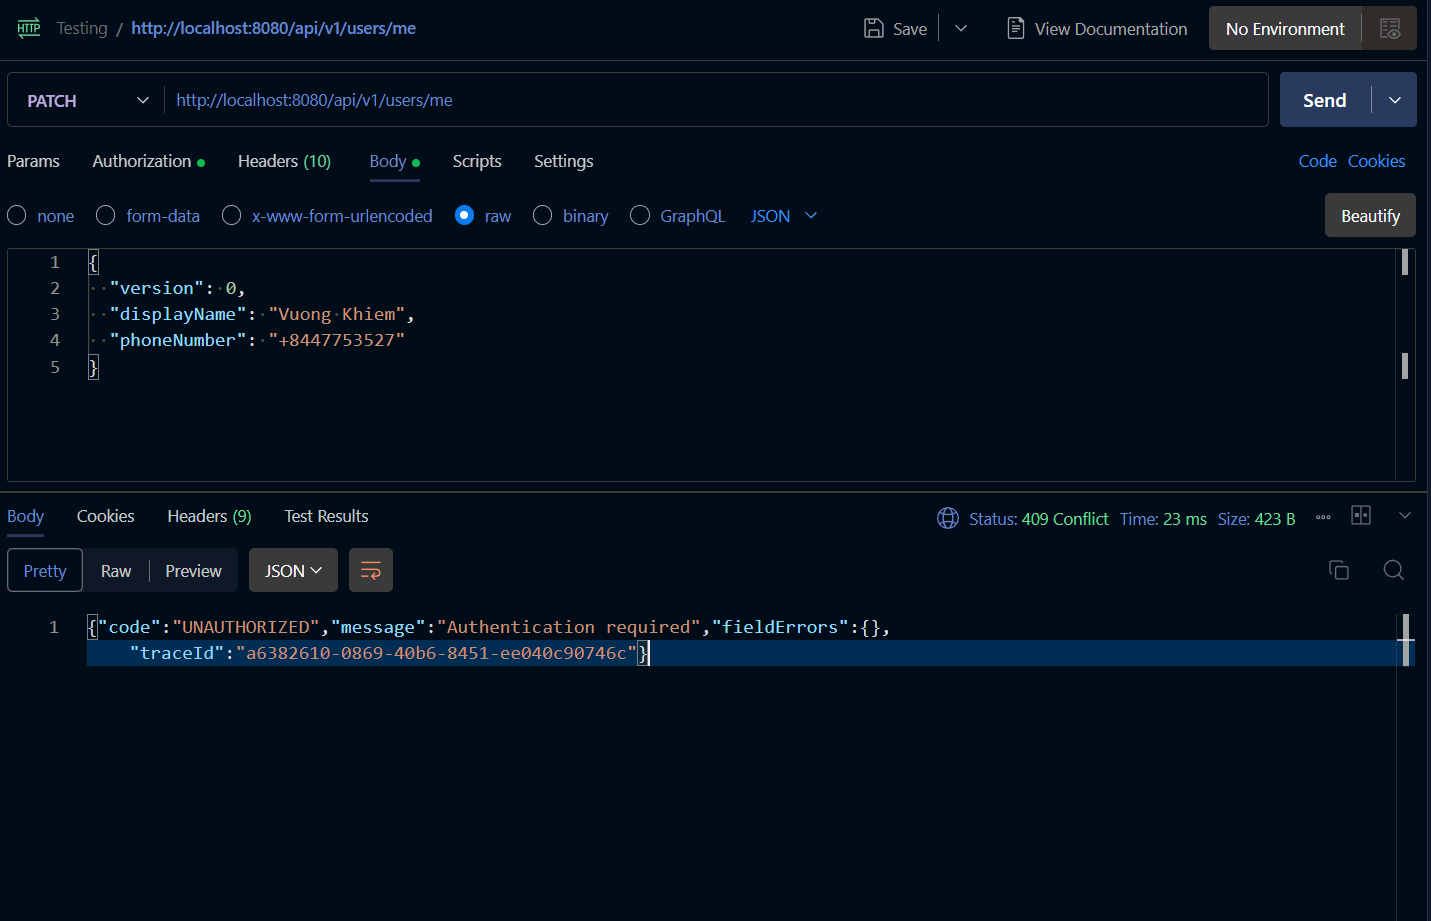 HTTP Testing / http://localhost:8080/api/v1/users/me Save View Documentation No Environment
PATCH http://localhost:8080/api/v1/users/me Send
Params Authorization Headers (10) Body Scripts Settings Code Cookies
none form-data x-www-form-urlencoded raw binary GraphQL JSON Beautify
1 {
2 "version": 0,
3 "displayName": "Vuong Khiem",
4 "phoneNumber": "+8447753527"
5 }
Body Cookies Headers (9) Test Results Status: 409 Conflict Time: 23 ms Size: 423 B
Pretty Raw Preview JSON
1 {"code":"UNAUTHORIZED","message":"Authentication required","fieldErrors":{},
"traceId":"a6382610-0869-40b6-8451-ee040c90746c"}